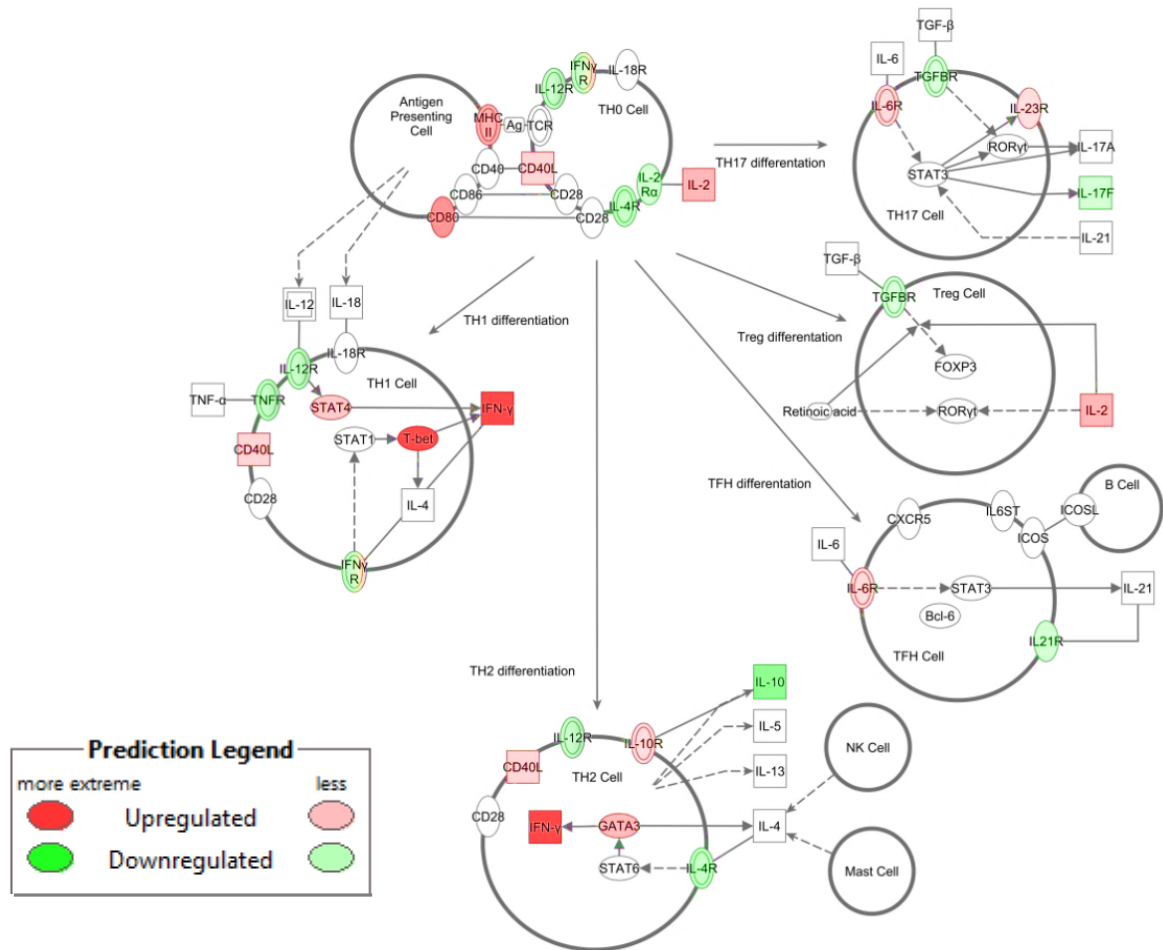 TGF-β
IL-6
TGFBR
IL-6R
IL-23R
RORγt
IL-17A
STAT3
IL-17F
TH17 Cell
IL-21
TH17 differentation
Antigen
Presenting
Cell
MHC
II
Ag
TCR
IL-12R
IFNγ
R
IL-18R
TH0 Cell
CD40
CD40L
CD86
CD28
CD80
CD28
IL-4R
IL-2
Rα
IL-2
TGF-β
TGFBR
Treg Cell
Treg differentation
FOXP3
Retinoic acid
RORγt
IL-2
IL-12
IL-18
TH1 differentiation
IL-18R
IL-12R
TH1 Cell
TNF-α
TNFR
STAT4
IFN-γ
STAT1
T-bet
CD40L
IL-4
CD28
IFNγ
R
TFH differentation
B Cell
CXCR5
IL6ST
ICOSL
ICOS
IL-6
IL-6R
STAT3
IL-21
Bcl-6
IL21R
TFH Cell
TH2 differentiation
IL-10
IL-12R
IL-10R
IL-5
CD40L
TH2 Cell
IL-13
CD28
IFN-γ
GATA3
IL-4
STAT6
IL-4R
NK Cell
Mast Cell
Prediction Legend
more extreme less
Upregulated
Downregulated